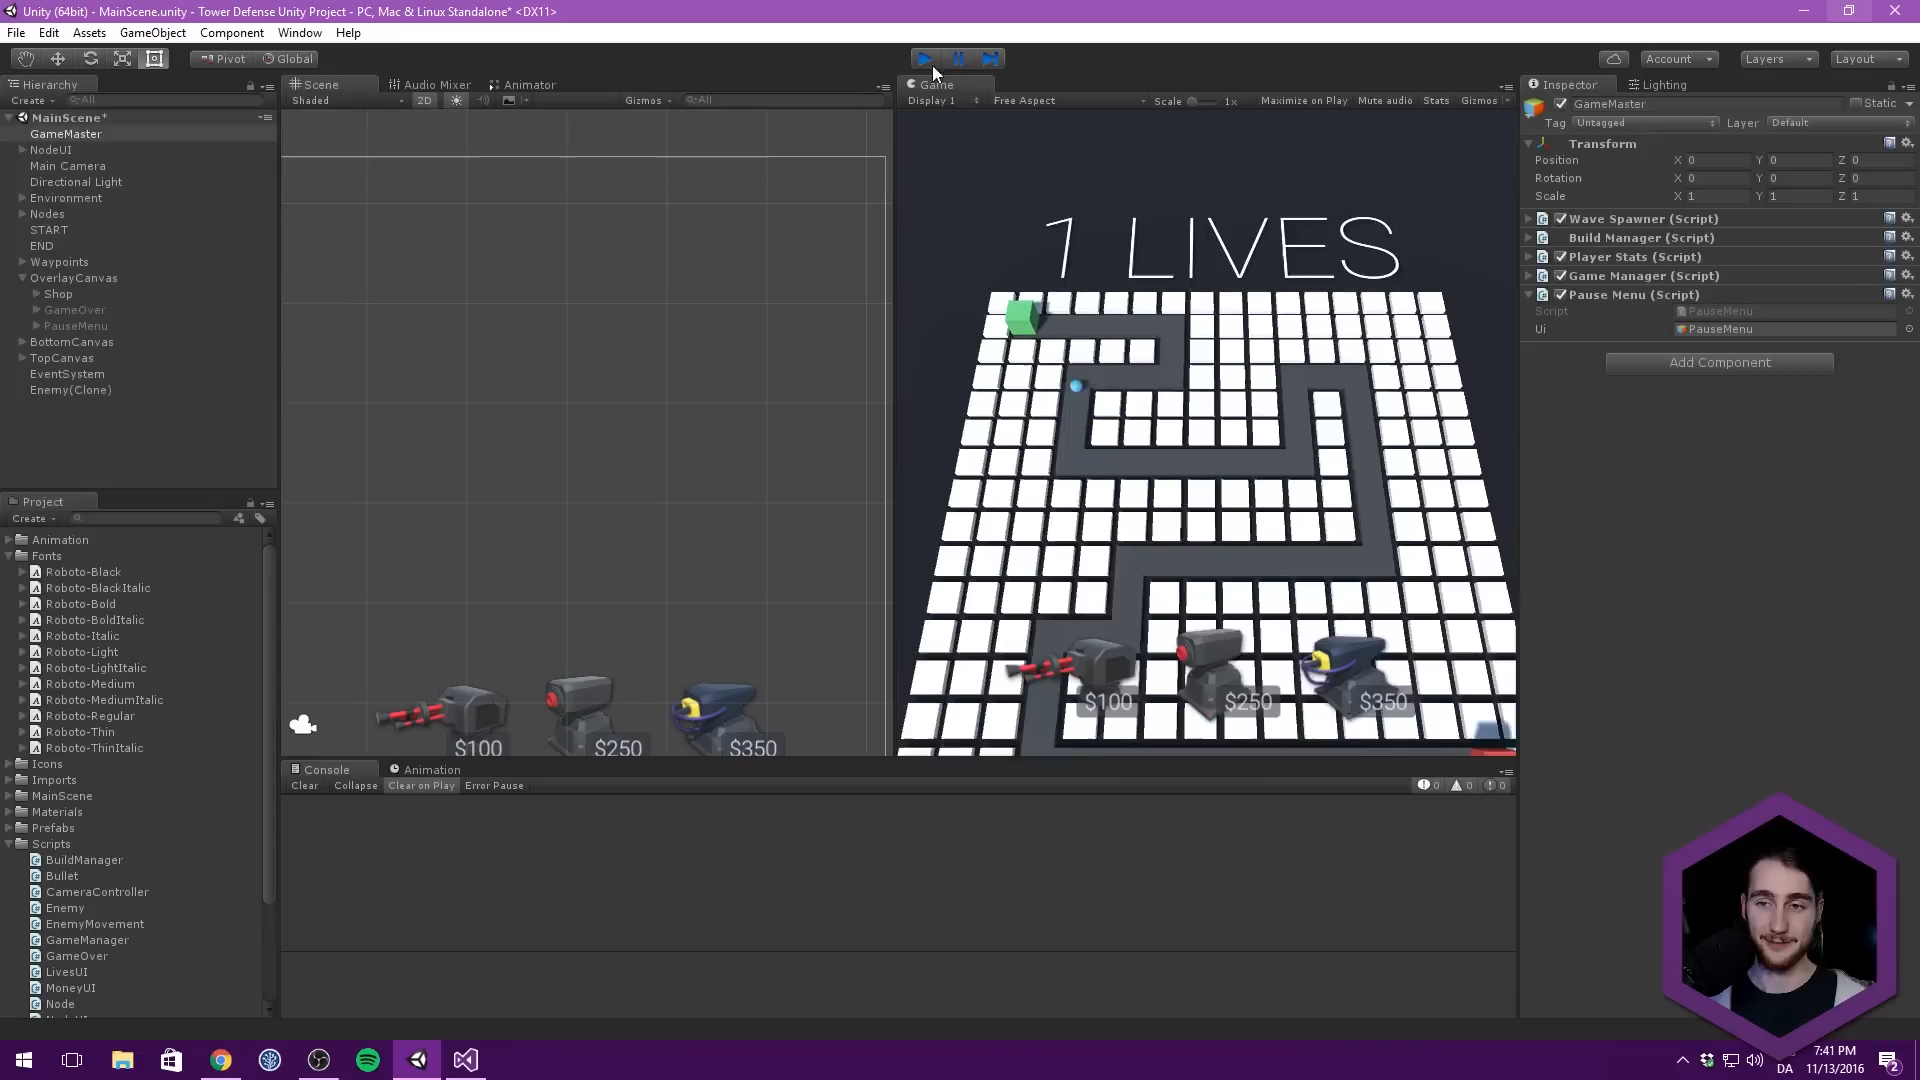 Unity (64bit) - MainScene.unity - Tower Defense Unity Project - PC, Mac & Linux Standalone* <DX11>
File Edit Assets GameObject Component Window Help
Pivot Global Account Layers Layout
Hierarchy
Create All
MainScene*
GameMaster
NodeUI
Main Camera
Directional Light
Environment
Nodes
START
END
Waypoints
OverlayCanvas
Shop
GameOver
PauseMenu
BottomCanvas
TopCanvas
EventSystem
Enemy(Clone)
Project
Create
Animation
Fonts
Roboto-Black
Roboto-BlackItalic
Roboto-Bold
Roboto-BoldItalic
Roboto-Italic
Roboto-Light
Roboto-LightItalic
Roboto-Medium
Roboto-MediumItalic
Roboto-Regular
Roboto-Thin
Roboto-ThinItalic
Icons
Imports
MainScene
Materials
Prefabs
Scripts
BuildManager
Bullet
CameraController
Enemy
EnemyMovement
GameManager
GameOver
LivesUI
MoneyUI
Node
Scene Audio Mixer Animator
Shaded 2D Gizmos All
$100 $250 $350
Game
Display 1 Free Aspect Scale 1x Maximize on Play Mute audio Stats Gizmos
1 LIVES
$100 $250 $350
Console Animation
Clear Collapse Clear on Play Error Pause 0 0 0
Inspector Lighting
GameMaster Static
Tag Untagged Layer Default
Transform
Position X 0 Y 0 Z 0
Rotation X 0 Y 0 Z 0
Scale X 1 Y 1 Z 1
Wave Spawner (Script)
Build Manager (Script)
Player Stats (Script)
Game Manager (Script)
Pause Menu (Script)
Script PauseMenu
Ui PauseMenu
Add Component
7:41 PM
DA 11/13/2016 2